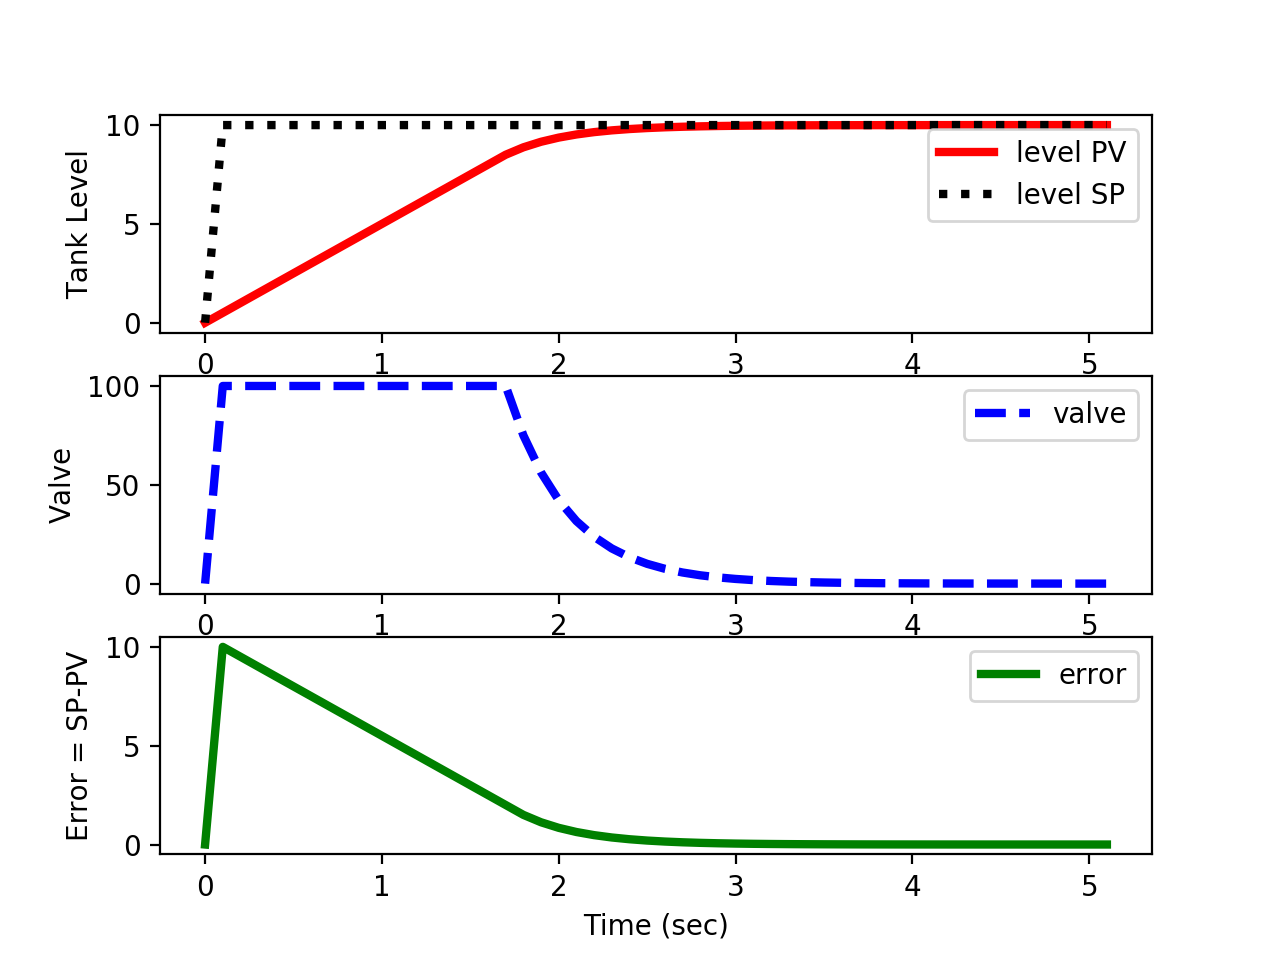 Tank Level
10
5
0
level PV
level SP
0 1 2 3 4 5
Valve
100
50
0
valve
0 1 2 3 4 5
Error = SP-PV
10
5
0
error
0 1 2 3 4 5
Time (sec)